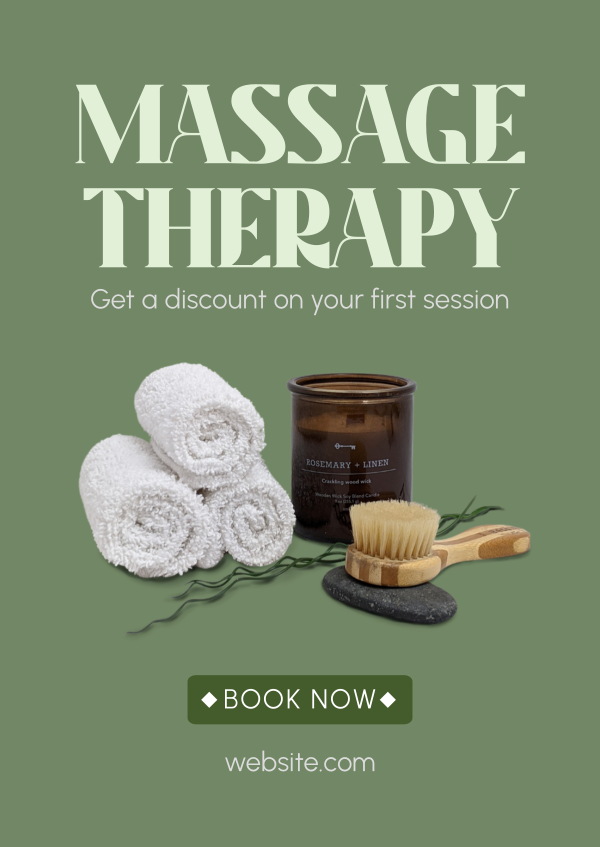 MASSAGE
THERAPY
Get a discount on your first session
ROSEMARY + LINEN
Crackling wood wick
BOOK NOW
website.com